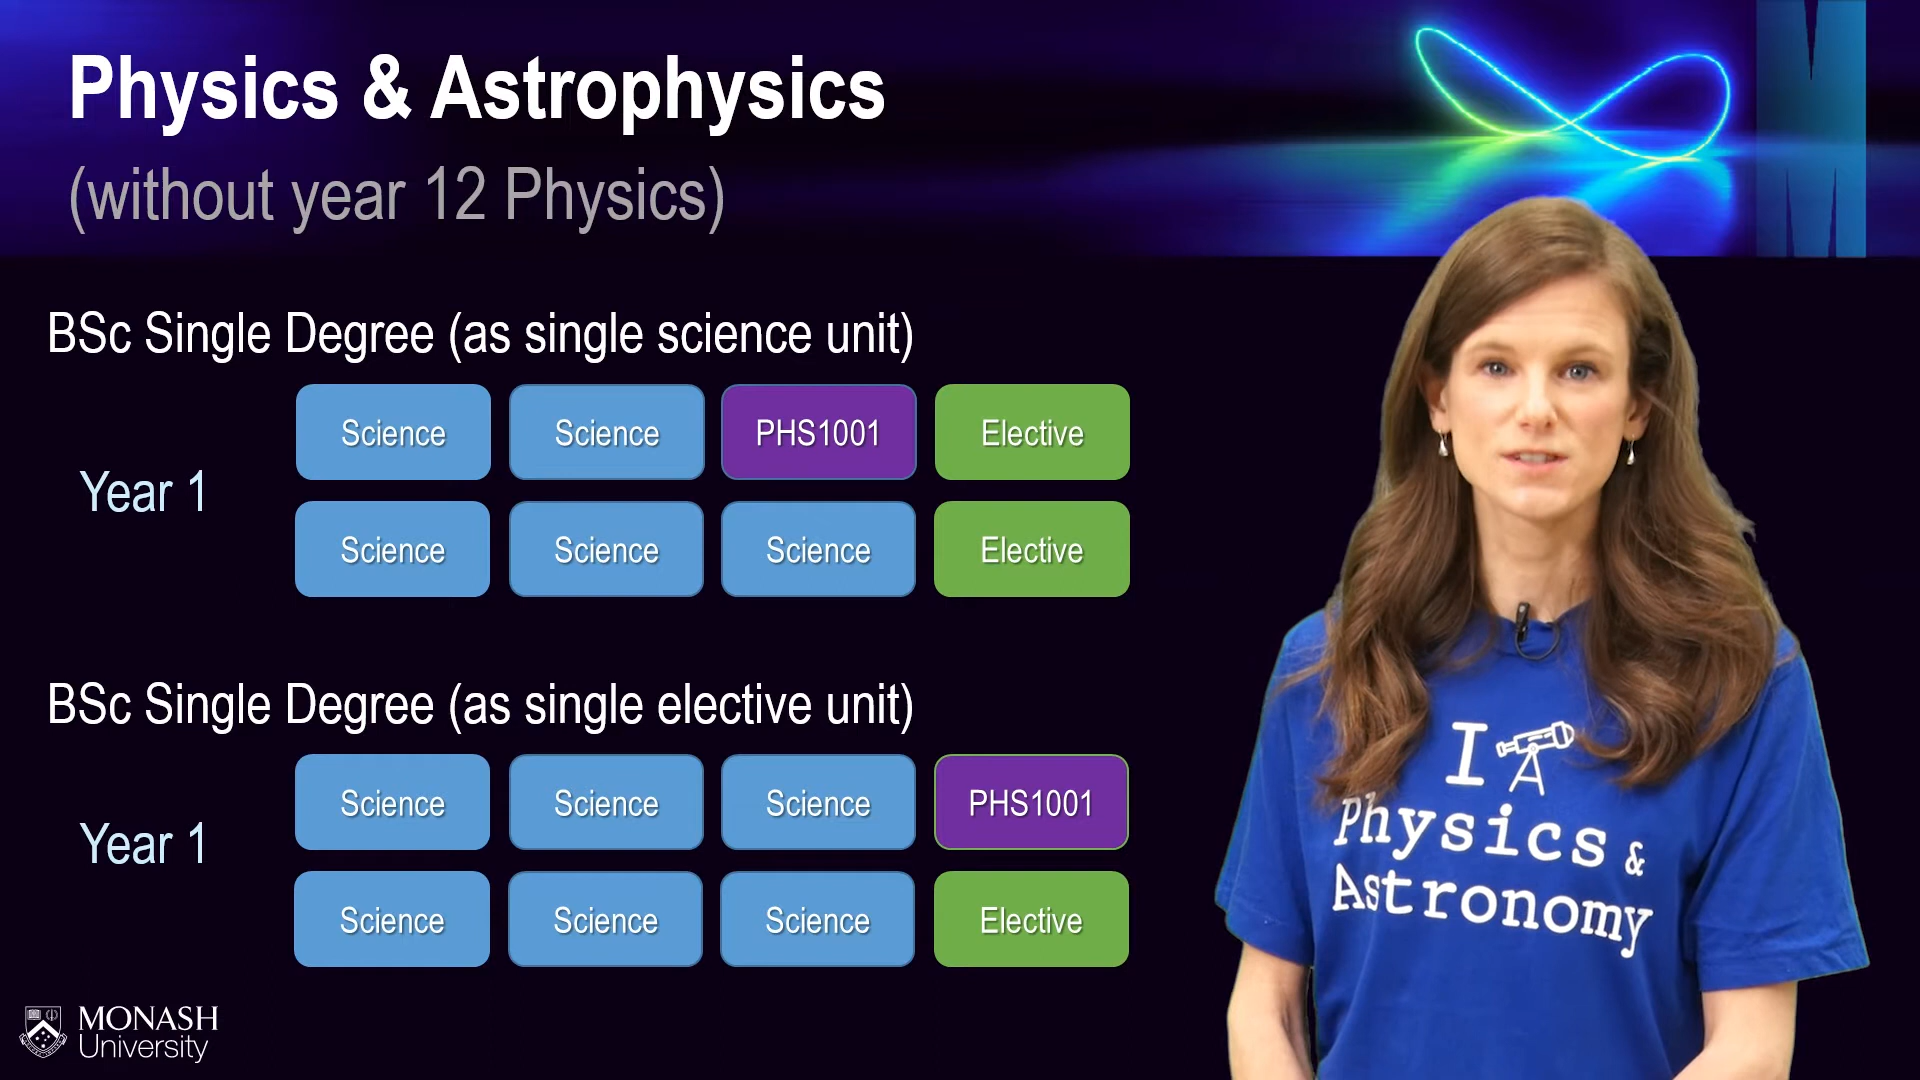 Physics & Astrophysics
(without year 12 Physics)
BSc Single Degree (as single science unit)
Year 1
Science Science PHS1001 Elective
Science Science Science Elective
BSc Single Degree (as single elective unit)
Year 1
Science Science Science PHS1001
Science Science Science Elective
MONASH
University
I
Physics &
Astronomy
M